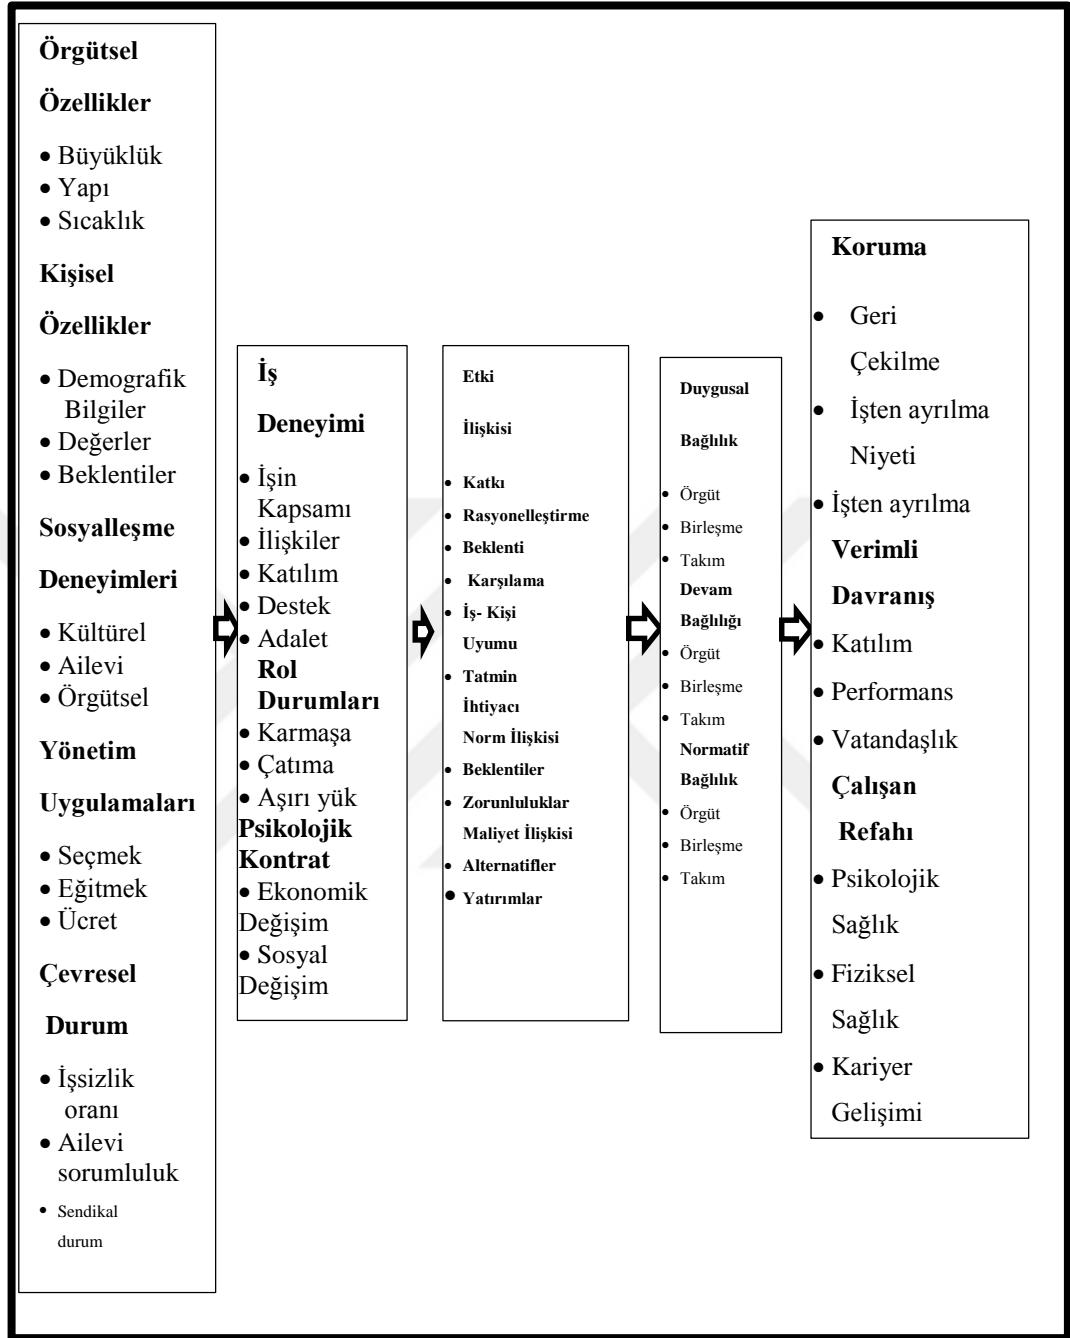 Örgütsel
Özellikler
• Büyüklük
• Yapı
• Sıcaklık
Kişisel
Özellikler
• Demografik
Bilgiler
• Değerler
• Beklentiler
Sosyalleşme
Deneyimleri
• Kültürel
• Ailevi
• Örgütsel
Yönetim
Uygulamaları
• Seçmek
• Eğitmek
• Ücret
Çevresel
Durum
• İşsizlik
oranı
• Ailevi
sorumluluk
• Sendikal
durum
İş
Deneyimi
• İşin
Kapsamı
• İlişkiler
• Katılım
• Destek
• Adalet
Rol
Durumları
• Karmaşa
• Çatıma
• Aşırı yük
Psikolojik
Kontrat
• Ekonomik
Değişim
• Sosyal
Değişim
Etki
İlişkisi
• Katkı
• Rasyonelleştirme
• Beklenti
• Karşılama
• İş- Kişi
Uyumu
• Tatmin
İhtiyacı
Norm İlişkisi
• Beklentiler
• Zorunluluklar
Maliyet İlişkisi
• Alternatifler
• Yatırımlar
Duygusal
Bağlılık
• Örgüt
• Birleşme
• Takım
Devam
Bağlılığı
• Örgüt
• Birleşme
• Takım
Normatif
Bağlılık
• Örgüt
• Birleşme
• Takım
Koruma
• Geri
Çekilme
• İşten ayrılma
Niyeti
• İşten ayrılma
Verimli
Davranış
• Katılım
• Performans
• Vatandaşlık
Çalışan
Refahı
• Psikolojik
Sağlık
• Fiziksel
Sağlık
• Kariyer
Gelişimi